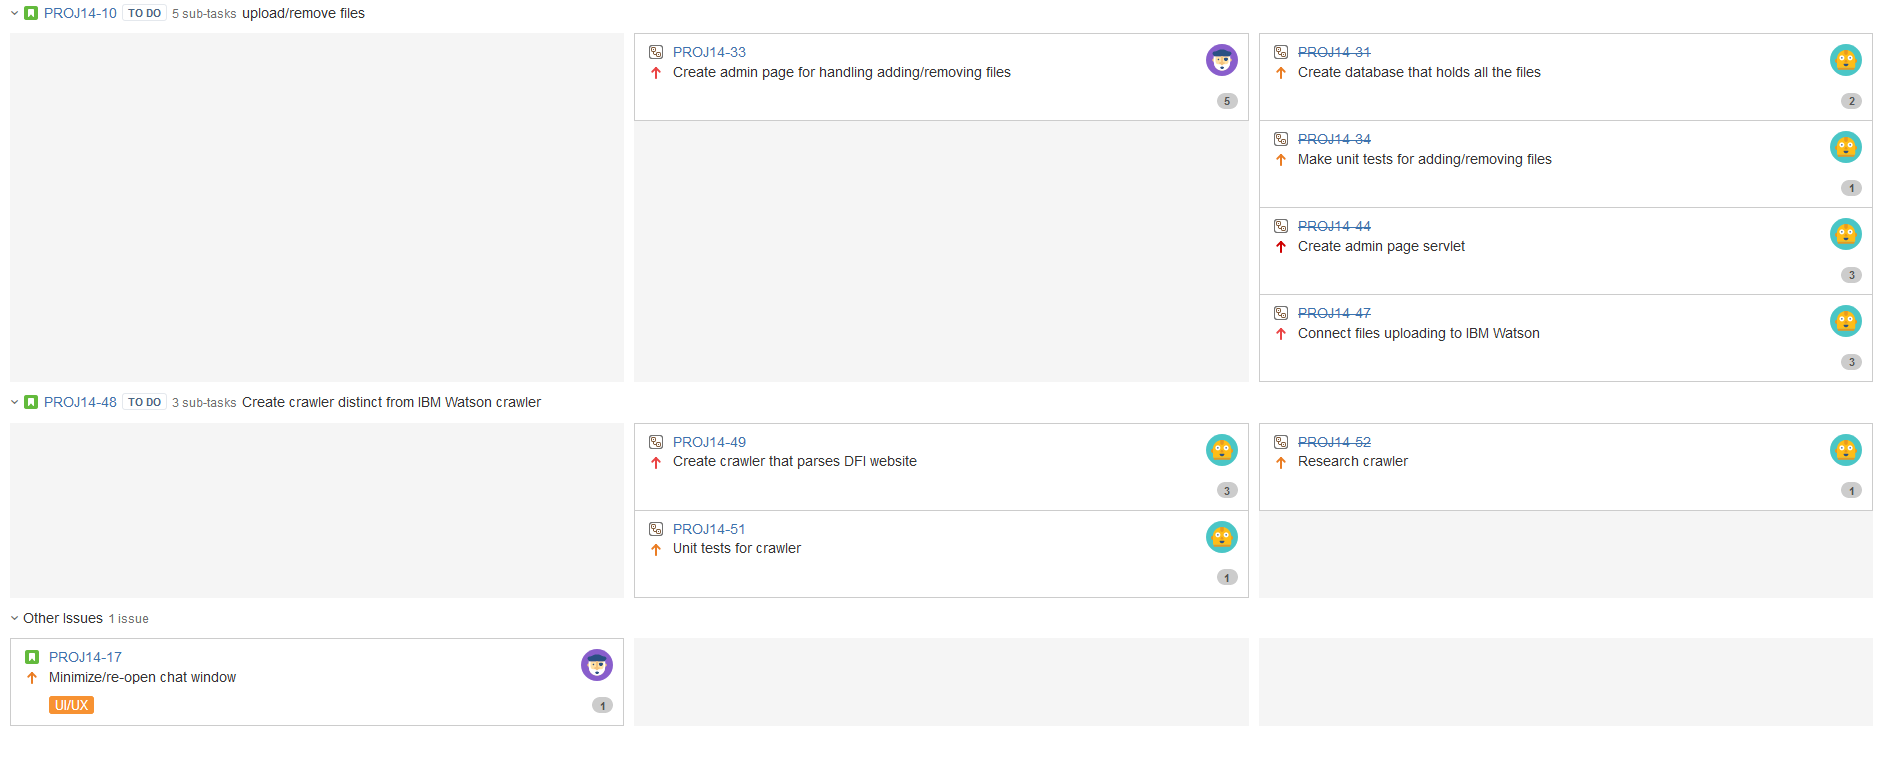 PROJ14-10 TO DO 5 sub-tasks upload/remove files
PROJ14-33
Create admin page for handling adding/removing files
5
PROJ14-31
Create database that holds all the files
2
PROJ14-34
Make unit tests for adding/removing files
1
PROJ14-44
Create admin page servlet
3
PROJ14-47
Connect files uploading to IBM Watson
3
PROJ14-48 TO DO 3 sub-tasks Create crawler distinct from IBM Watson crawler
PROJ14-49
Create crawler that parses DFI website
3
PROJ14-51
Unit tests for crawler
1
PROJ14-52
Research crawler
1
Other Issues 1 issue
PROJ14-17
Minimize/re-open chat window
UI/UX 1